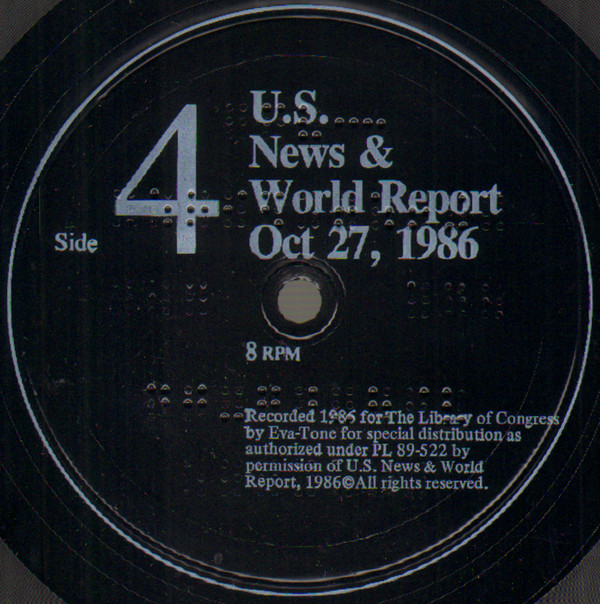 U.S.
News &
World Report
Oct 27, 1986
4
Side
8 RPM
Recorded 1986 for The Library of Congress
by Eva-Tone for special distribution as
authorized under PL 89-522 by
permission of U.S. News & World
Report, 1986©All rights reserved.